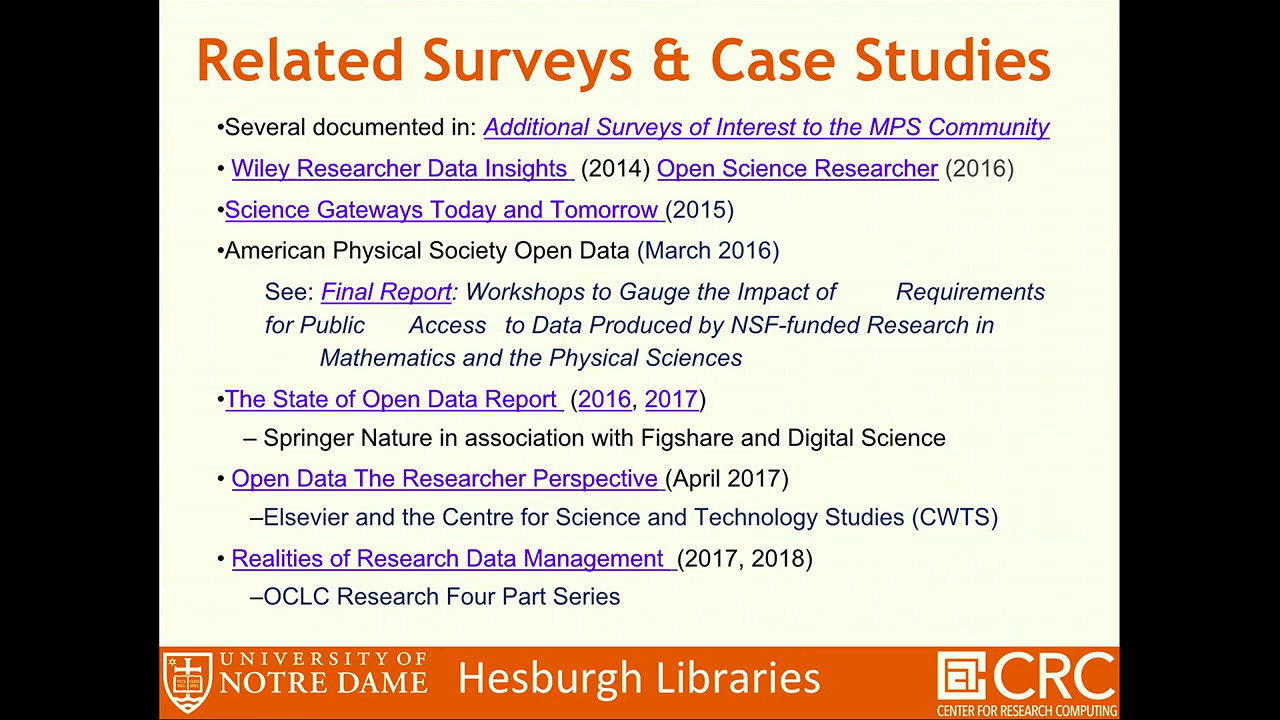 Related Surveys & Case Studies
•Several documented in: Additional Surveys of Interest to the MPS Community
• Wiley Researcher Data Insights (2014) Open Science Researcher (2016)
•Science Gateways Today and Tomorrow (2015)
•American Physical Society Open Data (March 2016)
See: Final Report: Workshops to Gauge the Impact of Requirements
for Public Access to Data Produced by NSF-funded Research in
Mathematics and the Physical Sciences
•The State of Open Data Report (2016, 2017)
– Springer Nature in association with Figshare and Digital Science
• Open Data The Researcher Perspective (April 2017)
–Elsevier and the Centre for Science and Technology Studies (CWTS)
• Realities of Research Data Management (2017, 2018)
–OCLC Research Four Part Series
UNIVERSITY OF
NOTRE DAME
Hesburgh Libraries
CRC
CENTER FOR RESEARCH COMPUTING